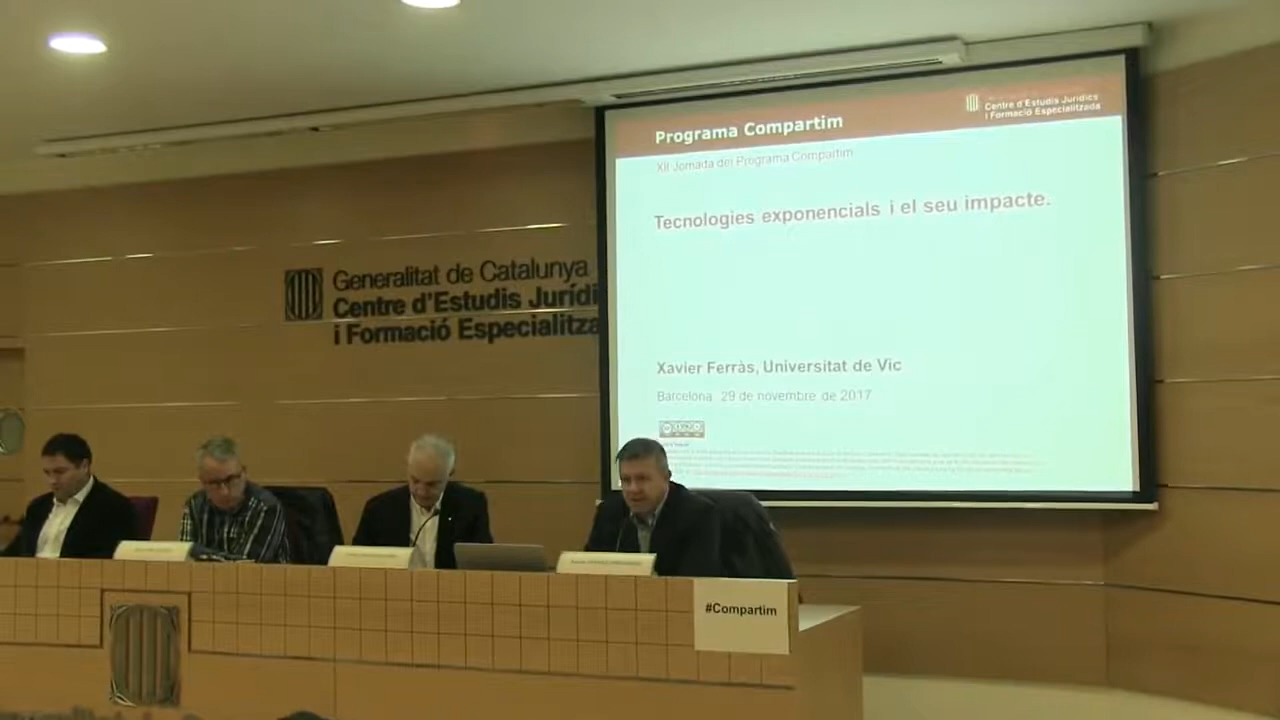 Centre d'Estudis Jurídics
i Formació Especialitzada
Programa Compartim
XII Jornada del Programa Compartim
Tecnologies exponencials i el seu impacte.
Generalitat de Catalunya
Centre d'Estudis Jurídi
i Formació Especialitza
Xavier Ferràs, Universitat de Vic
Barcelona, 29 de novembre de 2017
#Compartim